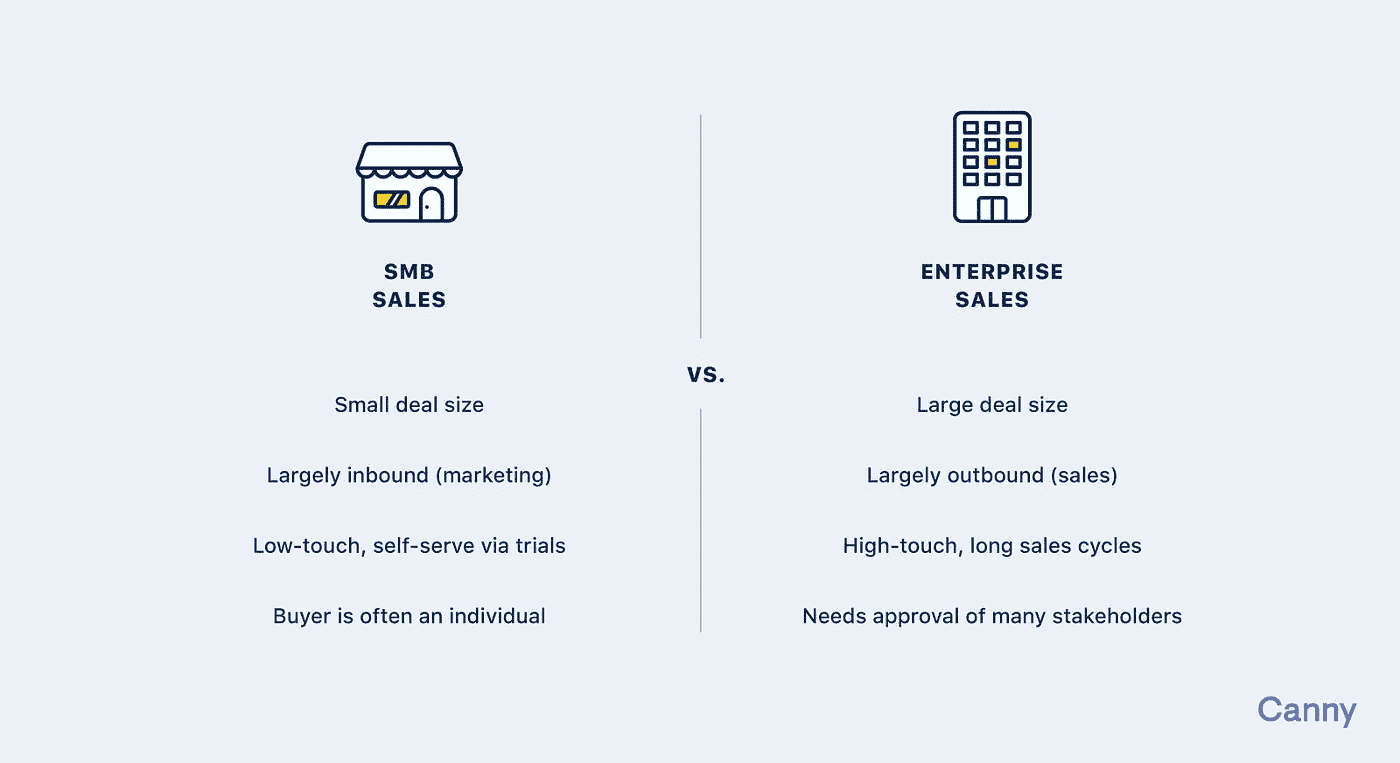 SMB
SALES
Small deal size
Largely inbound (marketing)
Low-touch, self-serve via trials
Buyer is often an individual
VS.
ENTERPRISE
SALES
Large deal size
Largely outbound (sales)
High-touch, long sales cycles
Needs approval of many stakeholders
Canny